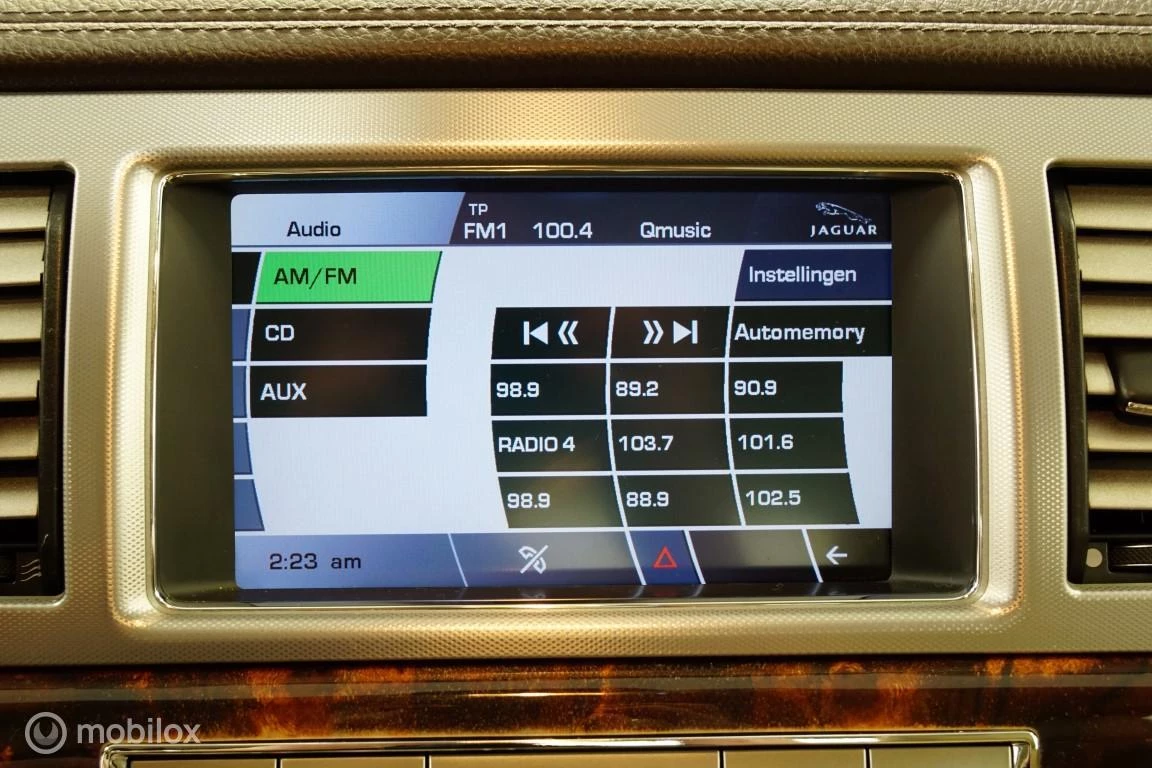 Audio
TP
FM1 100.4 Qmusic
JAGUAR
AM/FM
Instellingen
CD
Automemory
AUX
98.9 89.2 90.9
RADIO 4 103.7 101.6
98.9 88.9 102.5
2:23 am
mobilox